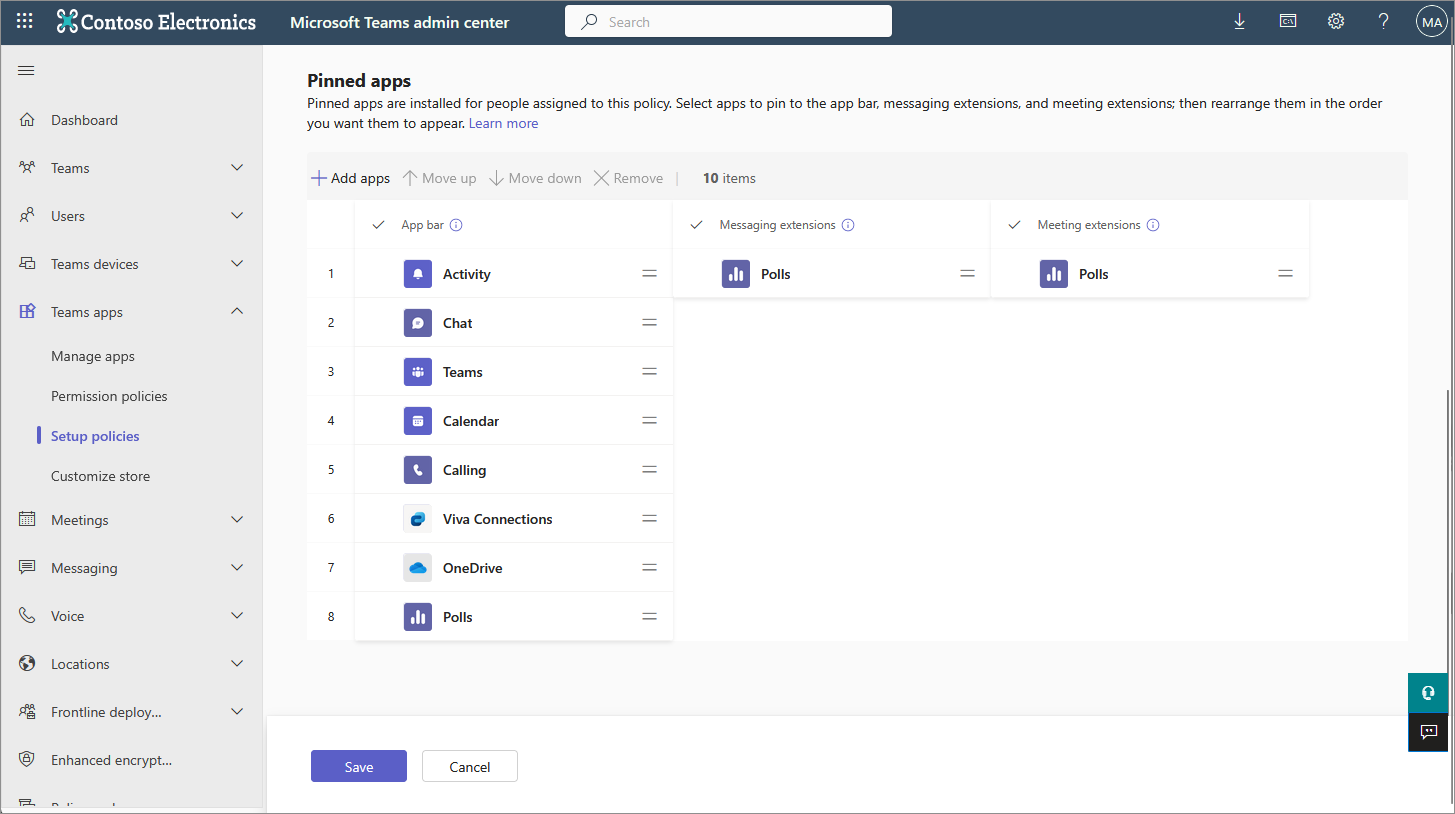 Contoso Electronics
Microsoft Teams admin center
Search
MA
Dashboard
Teams
Users
Teams devices
Teams apps
Manage apps
Permission policies
Setup policies
Customize store
Meetings
Messaging
Voice
Locations
Frontline deploy...
Enhanced encrypt...
Pinned apps
Pinned apps are installed for people assigned to this policy. Select apps to pin to the app bar, messaging extensions, and meeting extensions; then rearrange them in the order
you want them to appear. Learn more
Add apps Move up Move down Remove | 10 items
App bar Messaging extensions Meeting extensions
1 Activity Polls Polls
2 Chat
3 Teams
4 Calendar
5 Calling
6 Viva Connections
7 OneDrive
8 Polls
Save Cancel